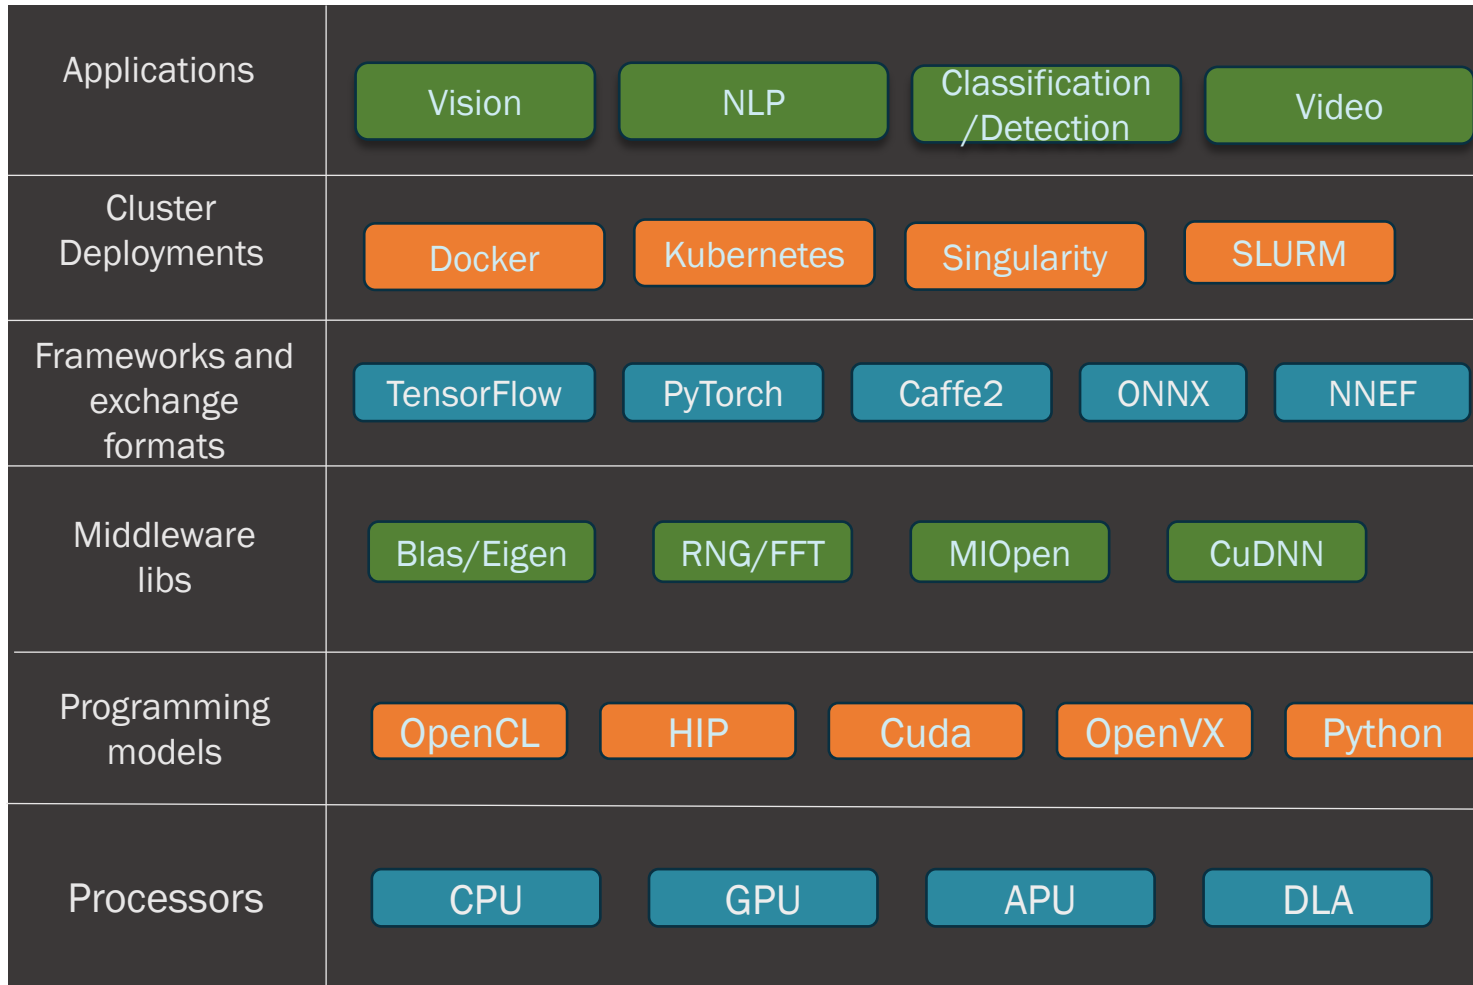 Applications
Vision
NLP
Classification
/Detection
Video
Cluster
Deployments
Docker
Kubernetes
Singularity
SLURM
Frameworks and
exchange
formats
TensorFlow
PyTorch
Caffe2
ONNX
NNEF
Middleware
libs
Blas/Eigen
RNG/FFT
MIOpen
CuDNN
Programming
models
OpenCL
HIP
Cuda
OpenVX
Python
Processors
CPU
GPU
APU
DLA